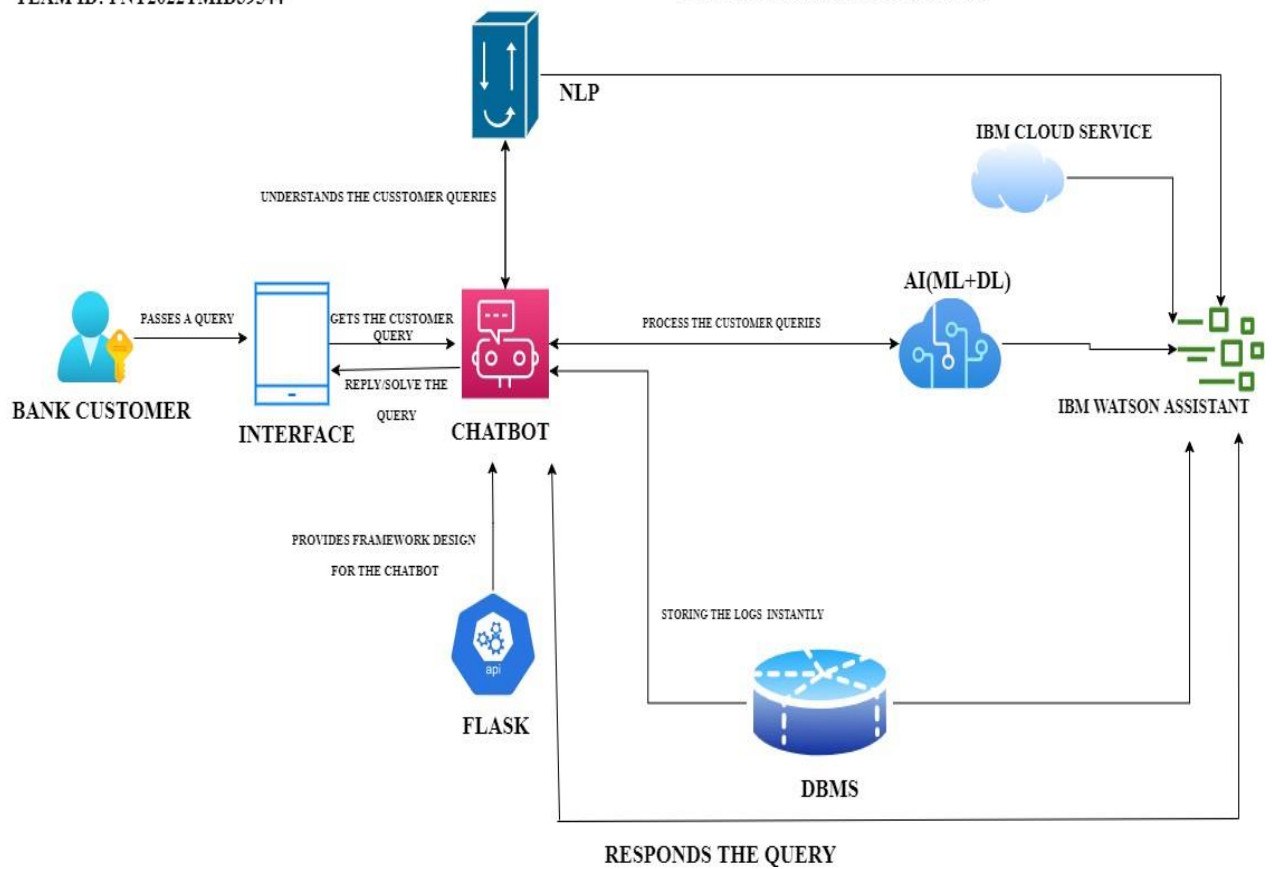 NLP
IBM CLOUD SERVICE
UNDERSTANDS THE CUSSTOMER QUERIES
AI(ML+DL)
PASSES A QUERY
GETS THE CUSTOMER
QUERY
PROCESS THE CUSTOMER QUERIES
REPLY/SOLVE THE
QUERY
BANK CUSTOMER
INTERFACE
CHATBOT
IBM WATSON ASSISTANT
PROVIDES FRAMEWORK DESIGN
FOR THE CHATBOT
STORING THE LOGS INSTANTLY
api
FLASK
DBMS
RESPONDS THE QUERY